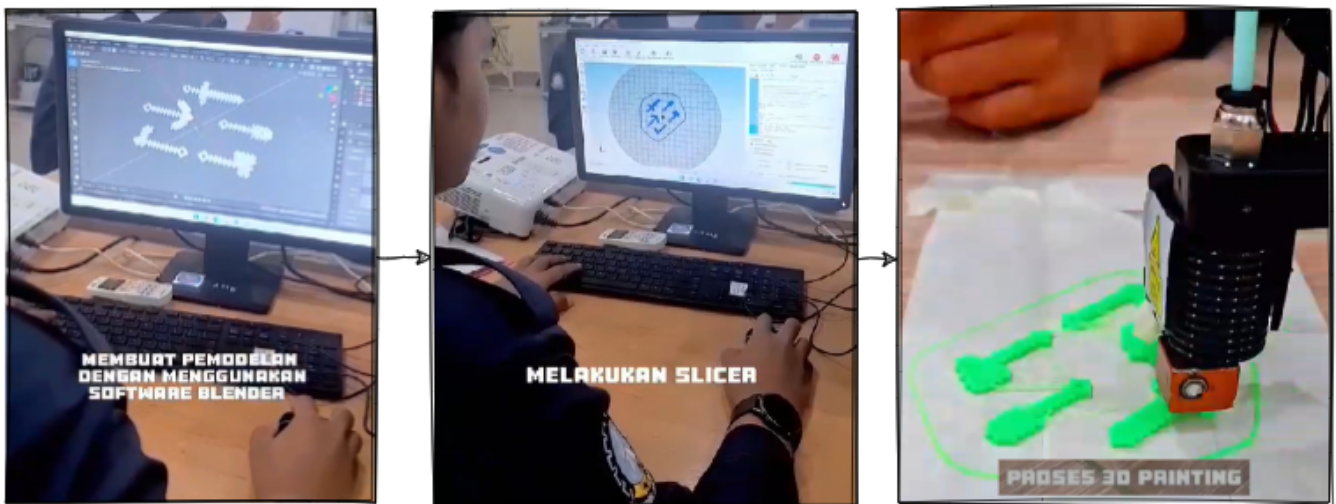 MEMBUAT PEMODELAN
DENGAN MENGGUNAKAN
SOFTWARE BLENDER
MELAKUKAN SLICER
PROSES 3D PRINTING